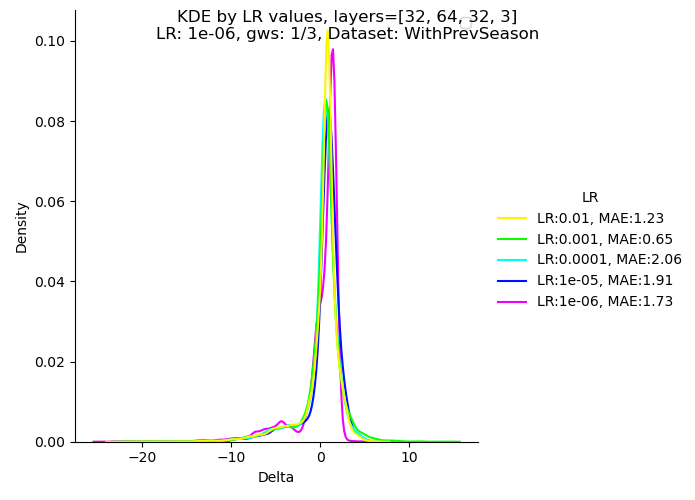 KDE by LR values, layers=[32, 64, 32, 3]
LR: 1e-06, gws: 1/3, Dataset: WithPrevSeason
0.10
0.08
0.06
0.04
0.02
0.00
Density
−20
−10
0
10
Delta
LR
LR:0.01, MAE:1.23
LR:0.001, MAE:0.65
LR:0.0001, MAE:2.06
LR:1e-05, MAE:1.91
LR:1e-06, MAE:1.73